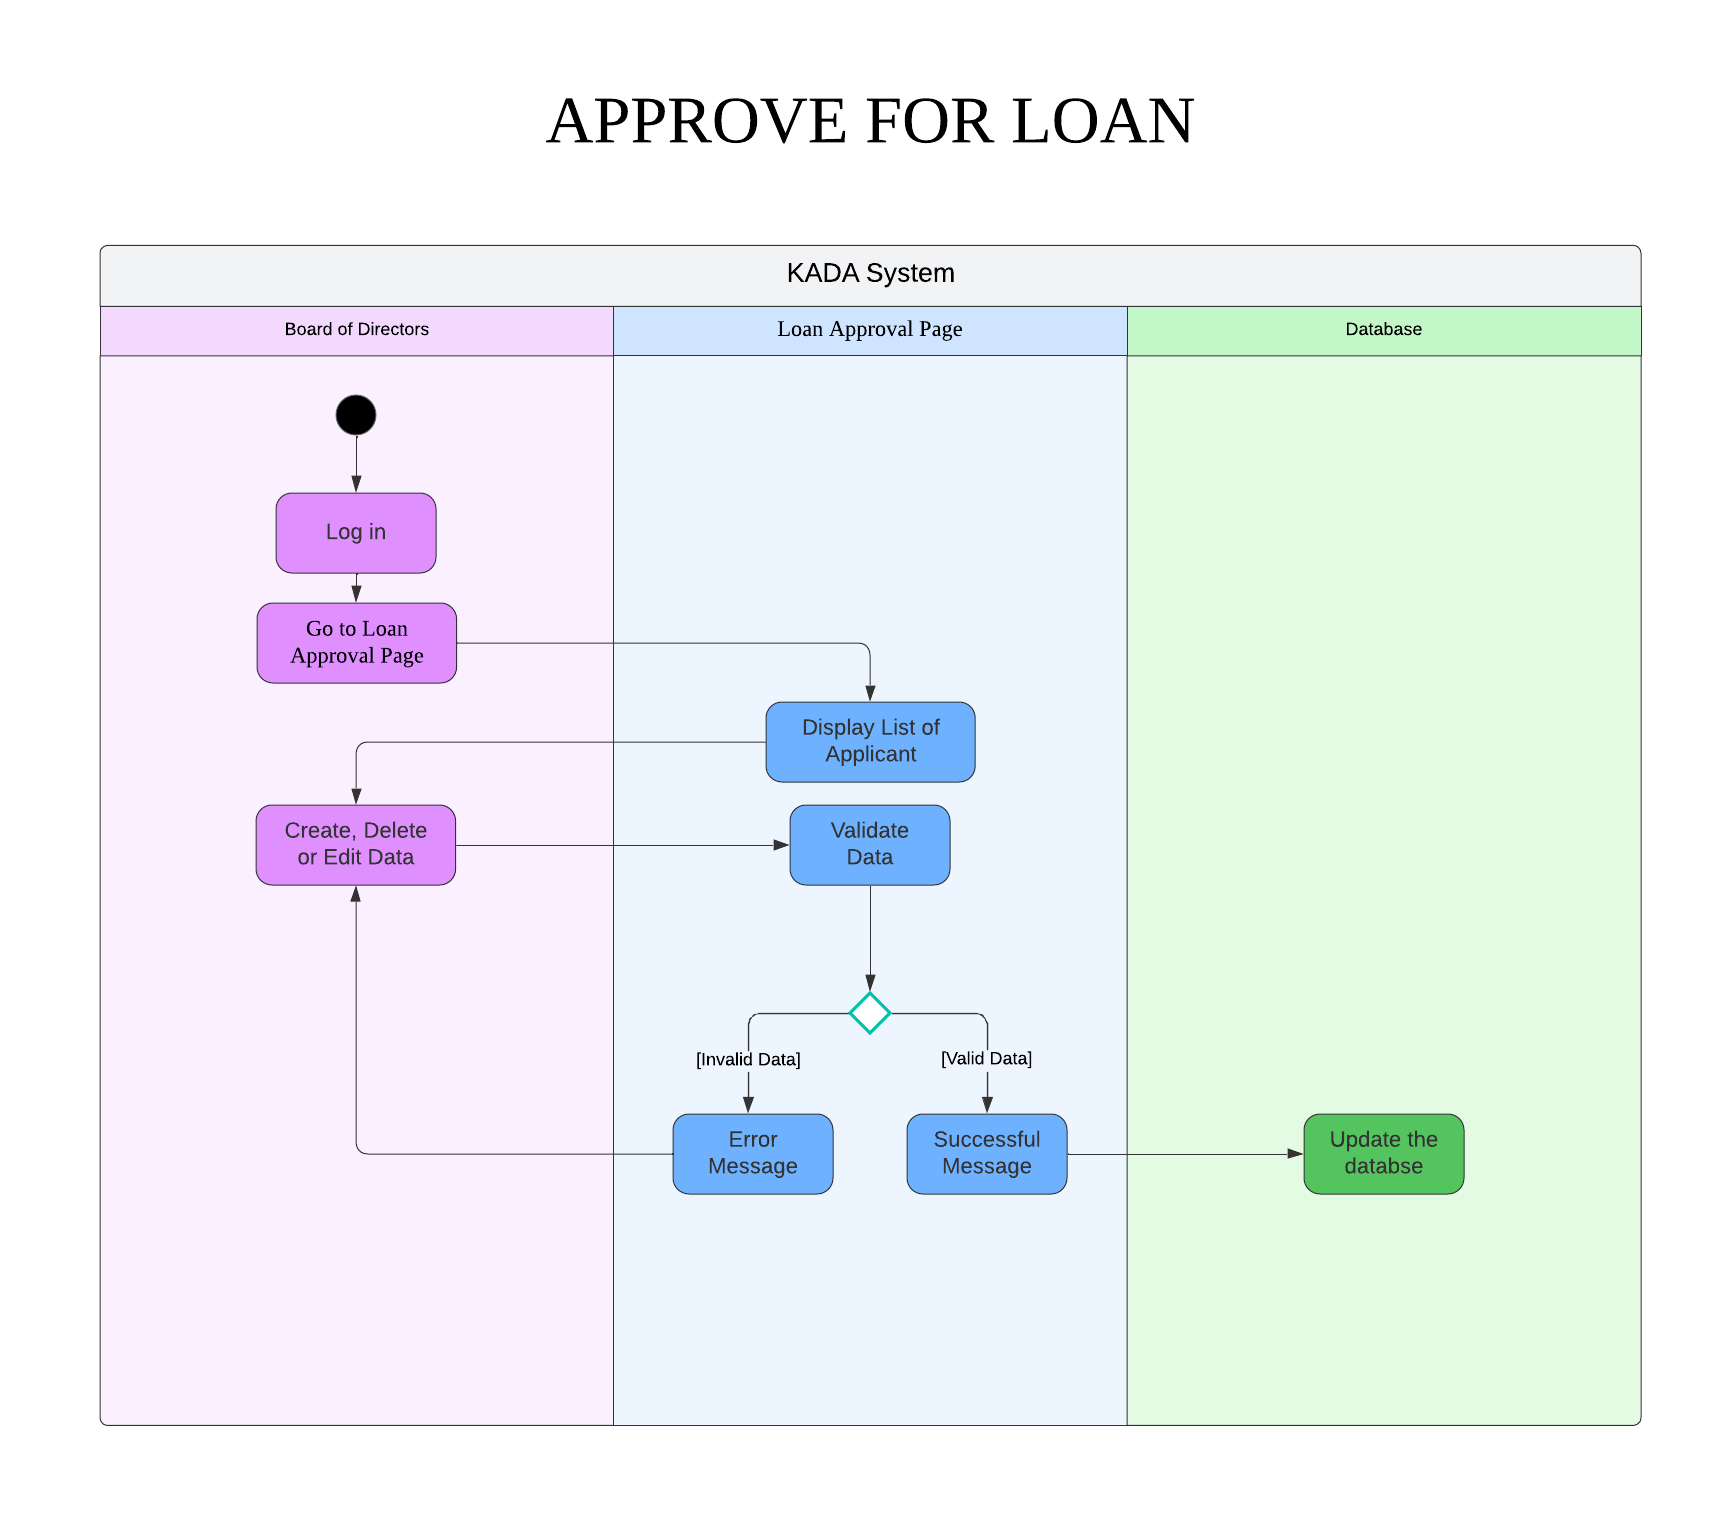 APPROVE FOR LOAN
KADA System
Board of Directors
Loan Approval Page
Database
Log in
Go to Loan
Approval Page
Display List of
Applicant
Create, Delete
or Edit Data
Validate
Data
[Invalid Data]
[Valid Data]
Error
Message
Successful
Message
Update the
databse